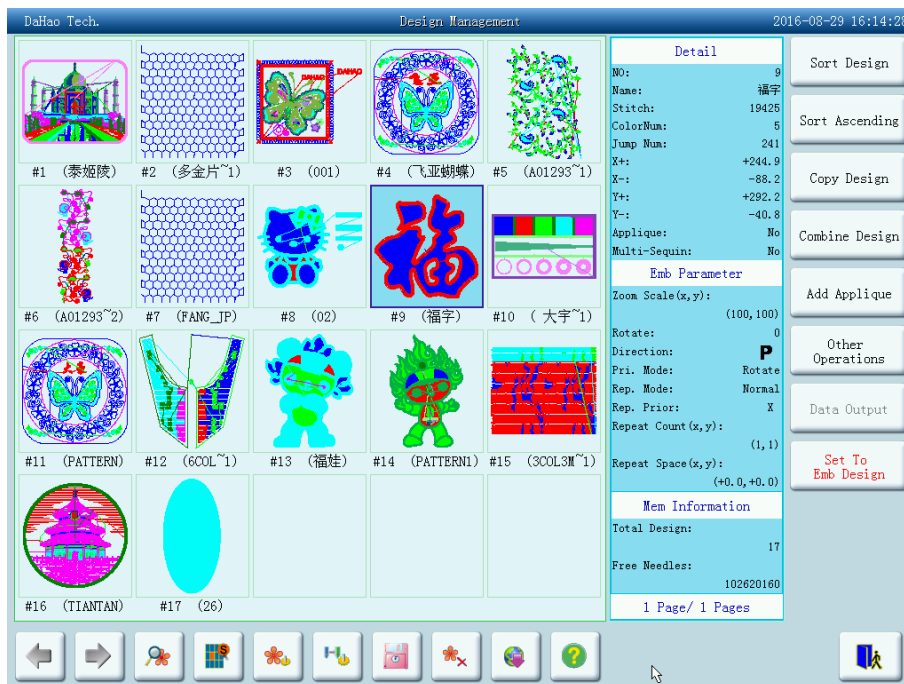 DaHao Tech. Design Management 2016-08-29 16:14:28
DAHAO DAHAO
#1 (泰姬陵) #2 (多金片~1) #3 (001) #4 (飞亚蝴蝶) #5 (A01293~1)
#6 (A01293~2) #7 (FANG_JP) #8 (02) #9 (福字) #10 ( 大字~1)
福
#11 (PATTERN) #12 (6COL~1) #13 (福娃) #14 (PATTERN1) #15 (3COL3M~1)
#16 (TIANTAN) #17 (26)
Detail
NO: 9
Name: 福字
Stitch: 19425
ColorNum: 5
Jump Num: 241
X+: +244.9
X-: -88.2
Y+: +292.2
Y-: -40.8
Applique: No
Multi-Sequin: No
Emb Parameter
Zoom Scale(x,y):
(100,100)
Rotate: 0
Direction: P
Pri. Mode: Rotate
Rep. Mode: Normal
Rep. Prior: X
Repeat Count(x,y):
(1,1)
Repeat Space(x,y):
(+0.0,+0.0)
Mem Information
Total Design:
17
Free Needles:
102620160
1 Page/ 1 Pages
Sort Design
Sort Ascending
Copy Design
Combine Design
Add Applique
Other
Operations
Data Output
Set To
Emb Design
S
?